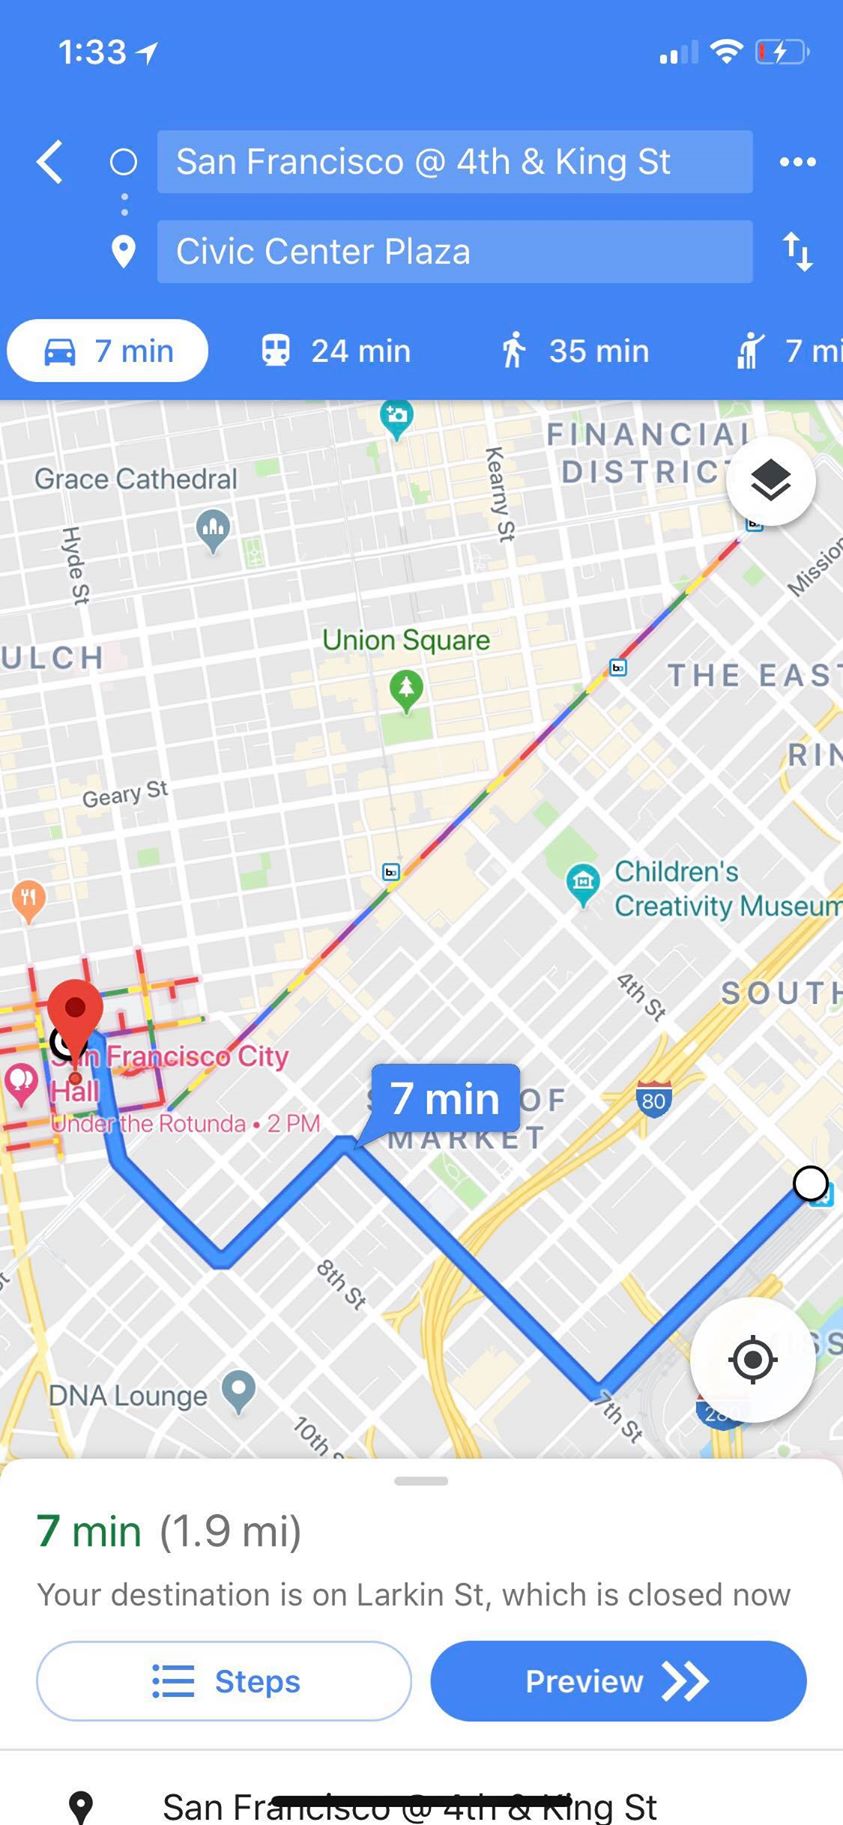 1:33
San Francisco @ 4th & King St
Civic Center Plaza
7 min
24 min
35 min
7 mi
FINANCIAL
DISTRICT
Grace Cathedral
Kearny St
Hyde St
Mission
Union Square
ULCH
THE EAST
RIN
Geary St
Children's
Creativity Museum
4th St
SOUTH
San Francisco City
Hall
Under the Rotunda • 2 PM
7 min
OF
MARKET
80
8th St
DNA Lounge
7th St
280
ISS
10th S
7 min (1.9 mi)
Your destination is on Larkin St, which is closed now
Steps
Preview
San Francisco @ 4th & King St